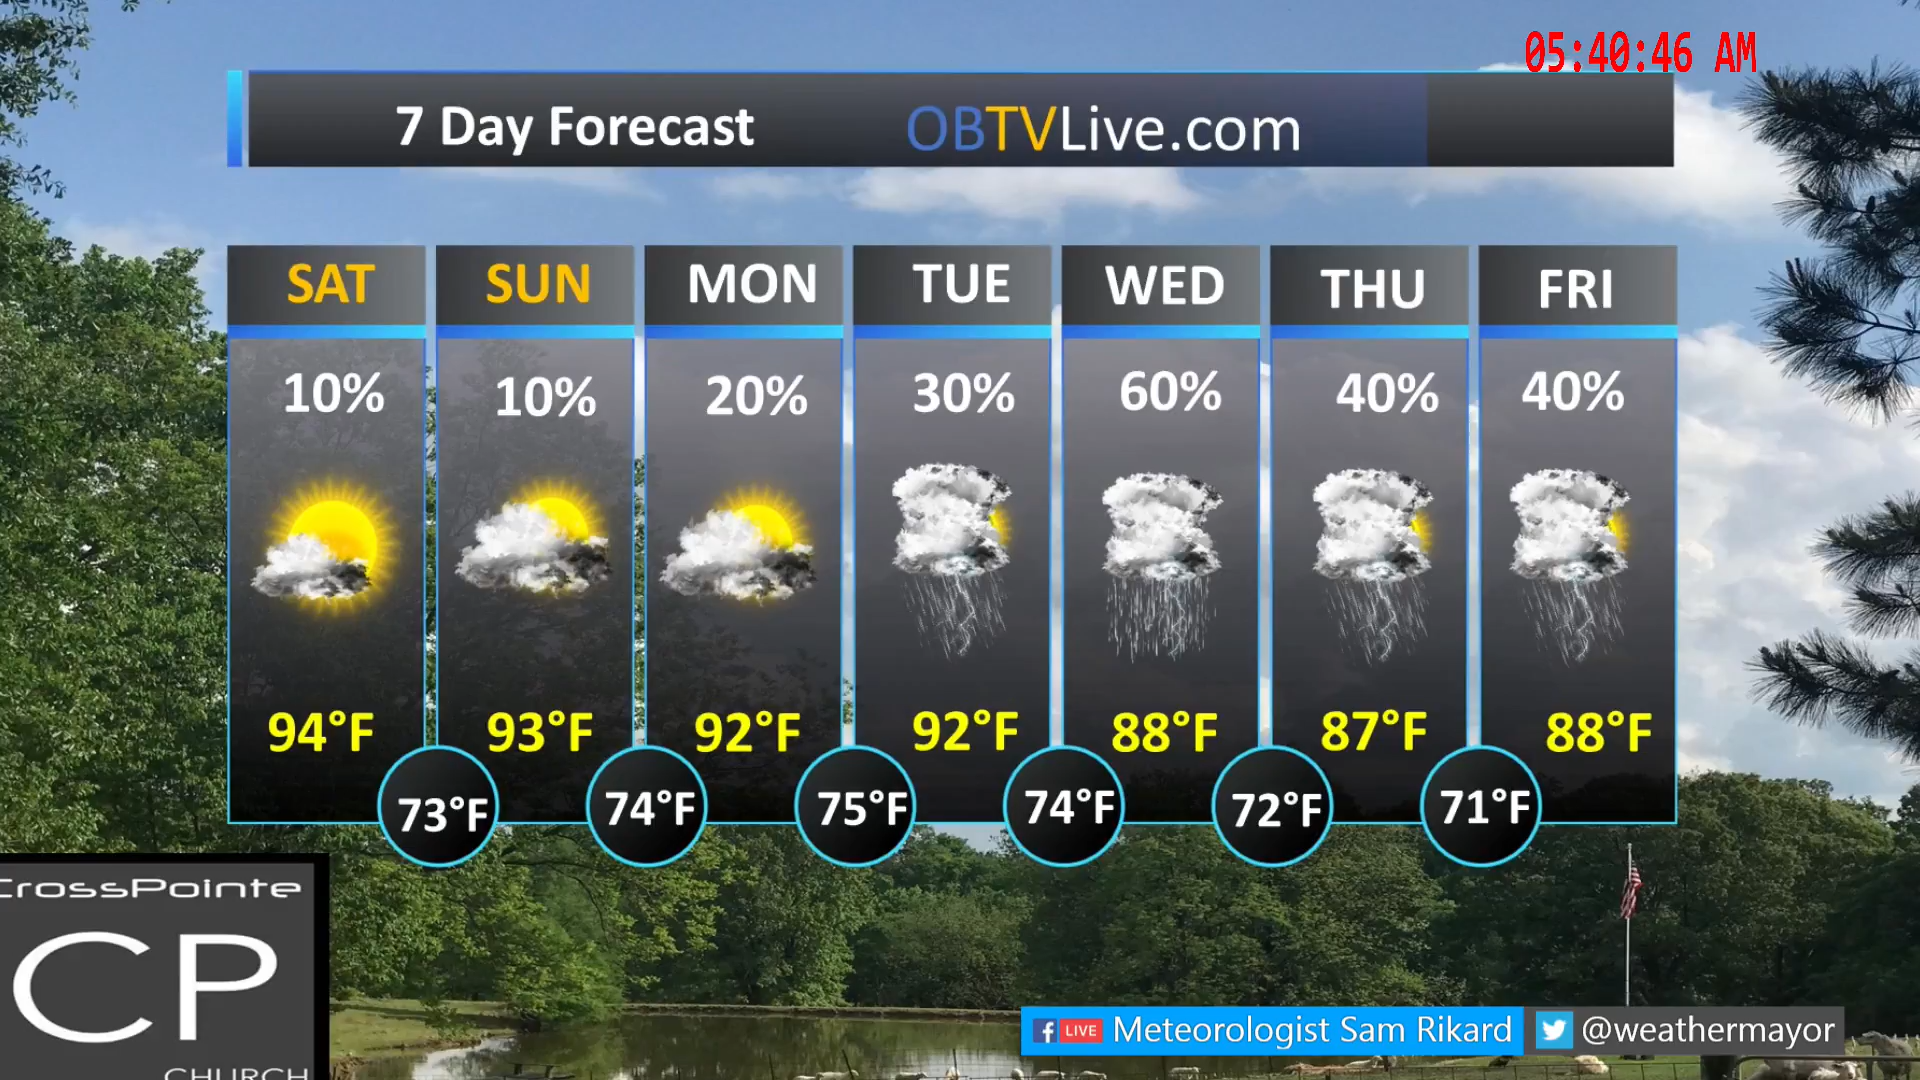 05:40:46 AM
7 Day Forecast OBTVLive.com
SAT SUN MON TUE WED THU FRI
10% 10% 20% 30% 60% 40% 40%
94°F 93°F 92°F 92°F 88°F 87°F 88°F
73°F 74°F 75°F 74°F 72°F 71°F
CrossPointe
CP
CHURCH
f LIVE Meteorologist Sam Rikard @weathermayor